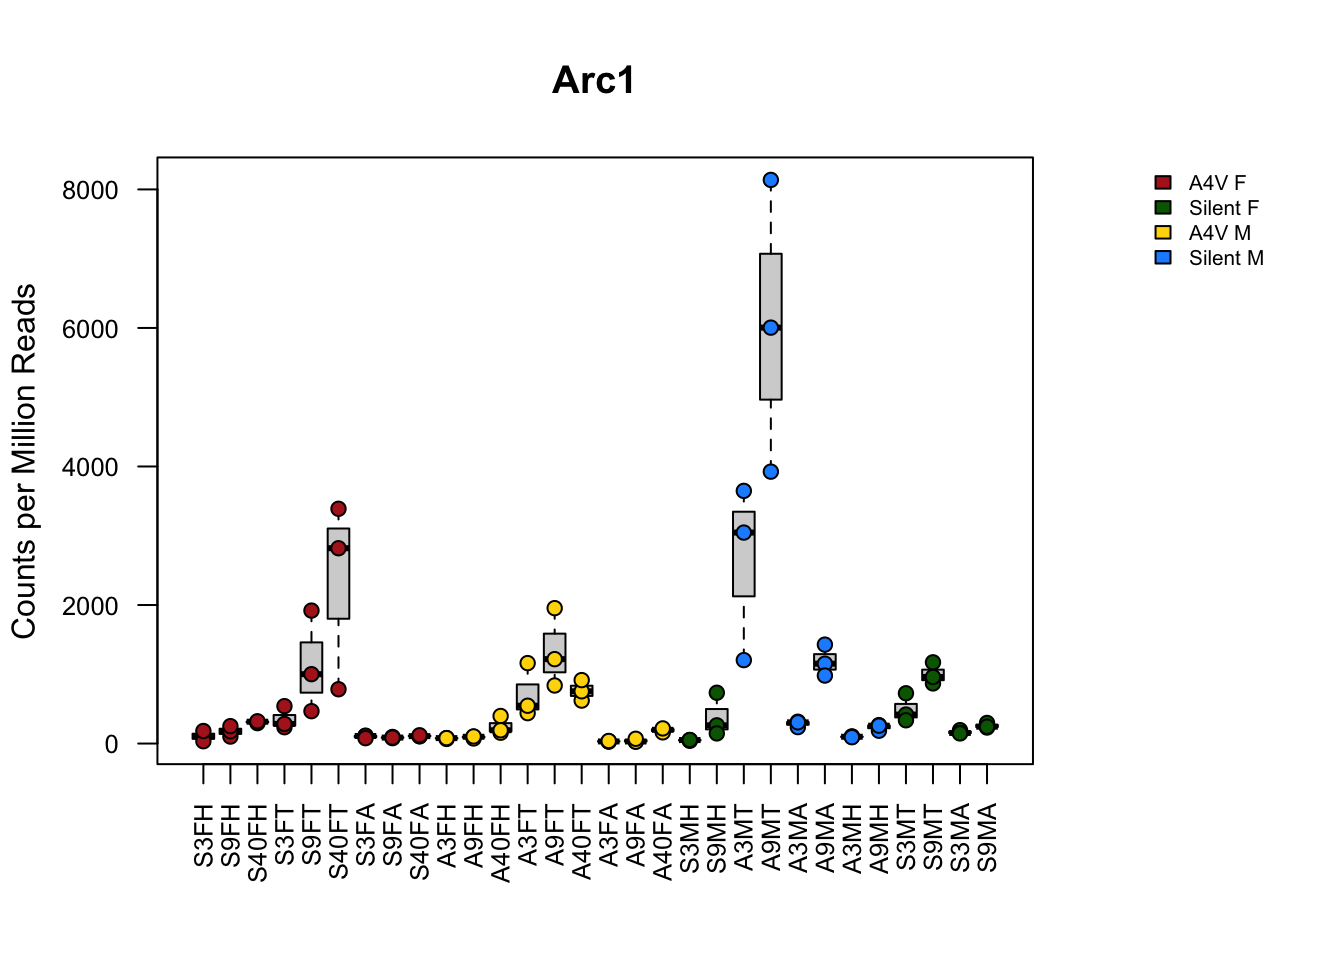 Arc1
Counts per Million Reads
8000
6000
4000
2000
0
S3FH
S9FH
S40FH
S3FT
S9FT
S40FT
S3FA
S9FA
S40FA
A3FH
A9FH
A40FH
A3FT
A9FT
A40FT
A3FA
A9FA
A40FA
S3MH
S9MH
A3MT
A9MT
A3MA
A9MA
A3MH
A9MH
S3MT
S9MT
S3MA
S9MA
A4V F
Silent F
A4V M
Silent M